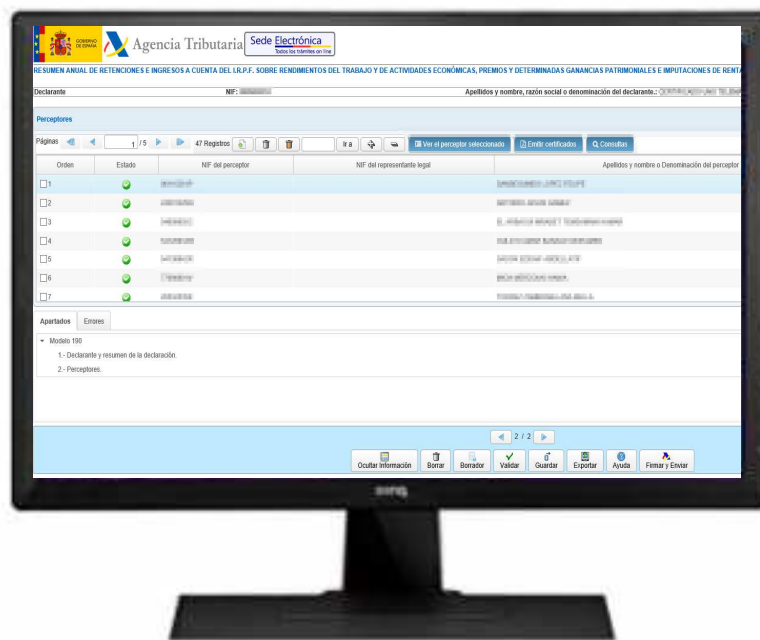 GOBIERNO
DE ESPAÑA
Agencia Tributaria
Sede Electrónica
Todos los trámites on line
RESUMEN ANUAL DE RETENCIONES E INGRESOS A CUENTA DEL I.R.P.F. SOBRE RENDIMIENTOS DEL TRABAJO Y DE ACTIVIDADES ECONÓMICAS, PREMIOS Y DETERMINADAS GANANCIAS PATRIMONIALES E IMPUTACIONES DE RENTA
Declarante NIF: Apellidos y nombre, razón social o denominación del declarante.:
Perceptores
Páginas 1 / 5 47 Registros Ir a Ver el perceptor seleccionado Emitir certificados Consultas
Orden Estado NIF del perceptor NIF del representante legal Apellidos y nombre o Denominación del perceptor
1
2
3
4
5
6
7
Apartados Errores
Modelo 190
1.- Declarante y resumen de la declaración.
2.- Perceptores.
2 / 2
Ocultar Información Borrar Borrador Validar Guardar Exportar Ayuda Firmar y Enviar
BenQ